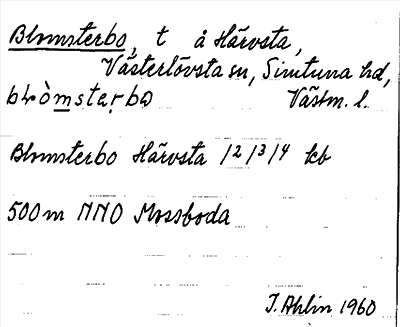 Blomsterbo, t å Härvsta,
Västerlövsta sn, Simtuna hd,
blòmstạrbo Västm. l.
Blomsterbo Härvsta 1/2 1/3 1/4 kb
500 m NNO Mossboda
J. Ahlin 1960